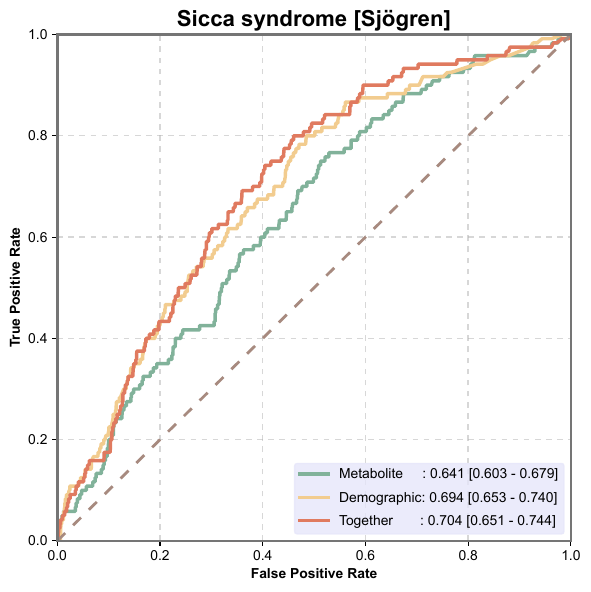 Sicca syndrome [Sjögren]
1.0
0.8
0.6
0.4
0.2
0.0
True Positive Rate
Metabolite : 0.641 [0.603 - 0.679]
Demographic: 0.694 [0.653 - 0.740]
Together : 0.704 [0.651 - 0.744]
0.0 0.2 0.4 0.6 0.8 1.0
False Positive Rate